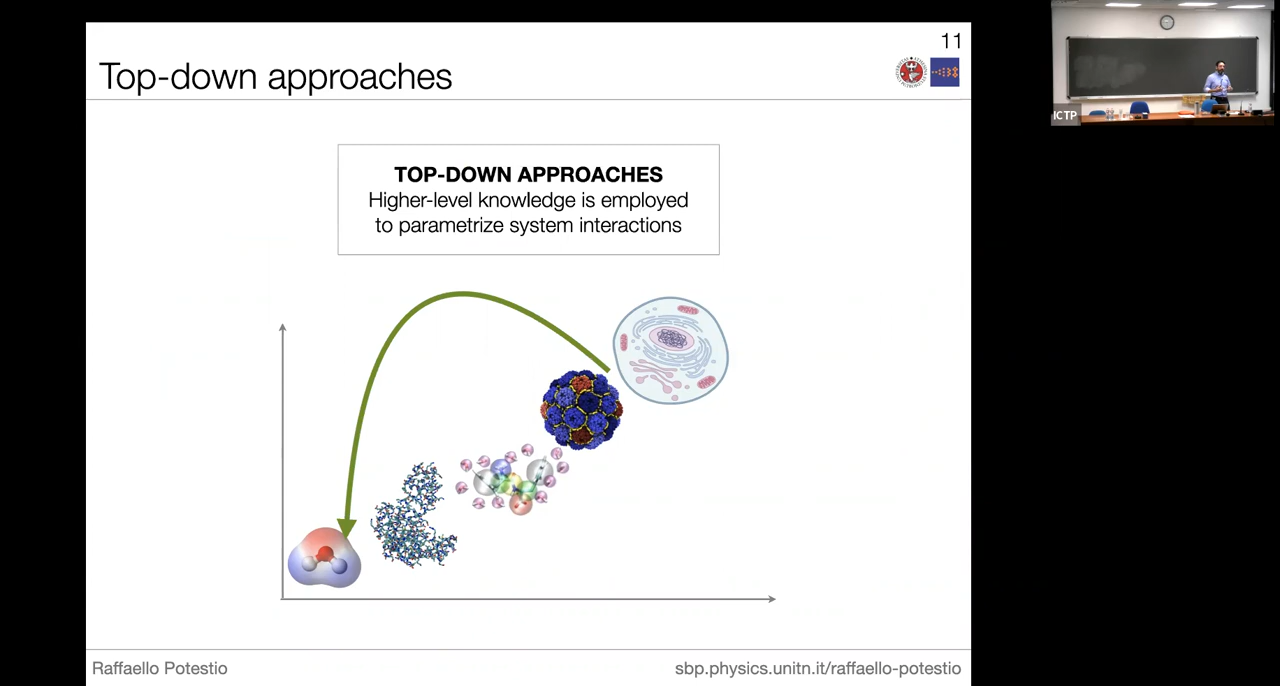 11
Top-down approaches
TOP-DOWN APPROACHES
Higher-level knowledge is employed
to parametrize system interactions
Raffaello Potestio
sbp.physics.unitn.it/raffaello-potestio
ICTP